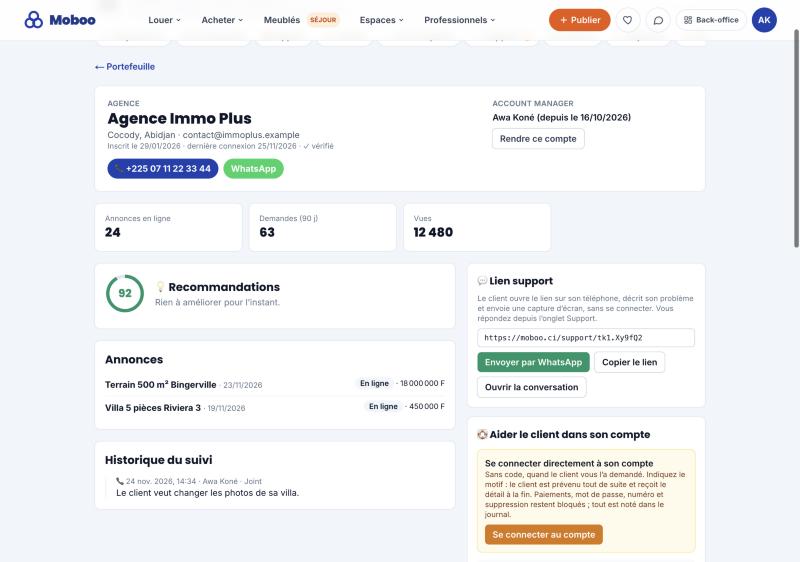 Moboo
Louer
Acheter
Meublés SÉJOUR
Espaces
Professionnels
+ Publier
Back-office
AK
← Portefeuille
AGENCE
Agence Immo Plus
Cocody, Abidjan · contact@immoplus.example
Inscrit le 29/01/2026 · dernière connexion 25/11/2026 · ✓ vérifié
📞 +225 07 11 22 33 44
WhatsApp
ACCOUNT MANAGER
Awa Koné (depuis le 16/10/2026)
Rendre ce compte
Annonces en ligne
24
Demandes (90 j)
63
Vues
12 480
92
💡 Recommandations
Rien à améliorer pour l'instant.
Annonces
Terrain 500 m² Bingerville · 23/11/2026
En ligne · 18 000 000 F
Villa 5 pièces Riviera 3 · 19/11/2026
En ligne · 450 000 F
Historique du suivi
📞 24 nov. 2026, 14:34 · Awa Koné · Joint
Le client veut changer les photos de sa villa.
💬 Lien support
Le client ouvre le lien sur son téléphone, décrit son problème
et envoie une capture d'écran, sans se connecter. Vous
répondez depuis l'onglet Support.
https://moboo.ci/support/tk1.Xy9fQ2
Envoyer par WhatsApp
Copier le lien
Ouvrir la conversation
🛟 Aider le client dans son compte
Se connecter directement à son compte
Sans code, quand le client vous l'a demandé. Indiquez le
motif : le client est prévenu tout de suite et reçoit le
détail à la fin. Paiements, mot de passe, numéro et
suppression restent bloqués ; tout est noté dans le
journal.
Se connecter au compte